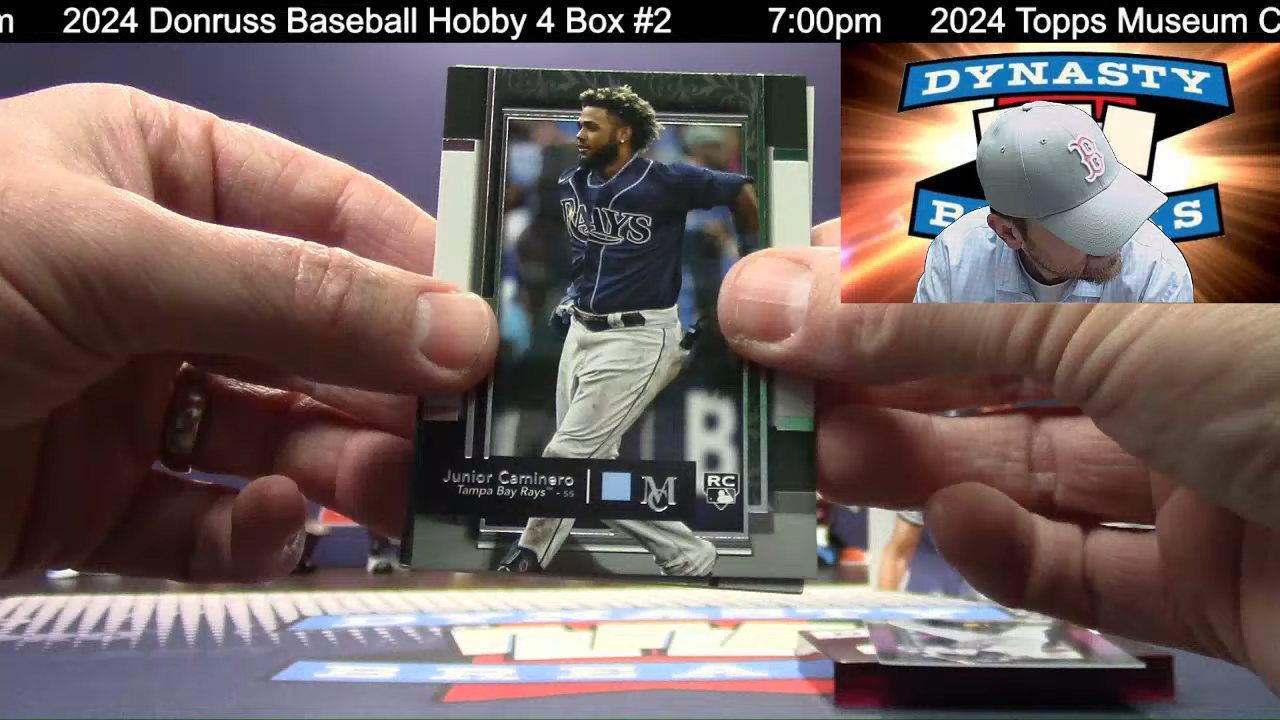 m 2024 Donruss Baseball Hobby 4 Box #2 7:00pm 2024 Topps Museum C
DYNASTY
B S
B
RAYS
B
Junior Caminero
Tampa Bay Rays™ - SS
MC
RC